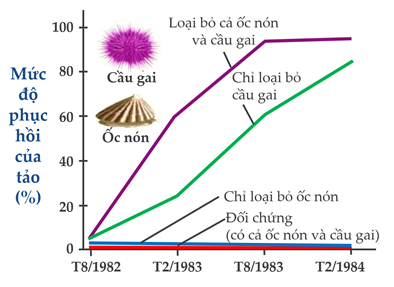 Mức
độ
phục
hồi
của
tảo
(%)
100
80
60
40
20
0
Cầu gai
Ốc nón
Loại bỏ cả ốc nón
và cầu gai
Chỉ loại bỏ
cầu gai
Chỉ loại bỏ ốc nón
Đối chứng
(có cả ốc nón và cầu gai)
T8/1982
T2/1983
T8/1983
T2/1984